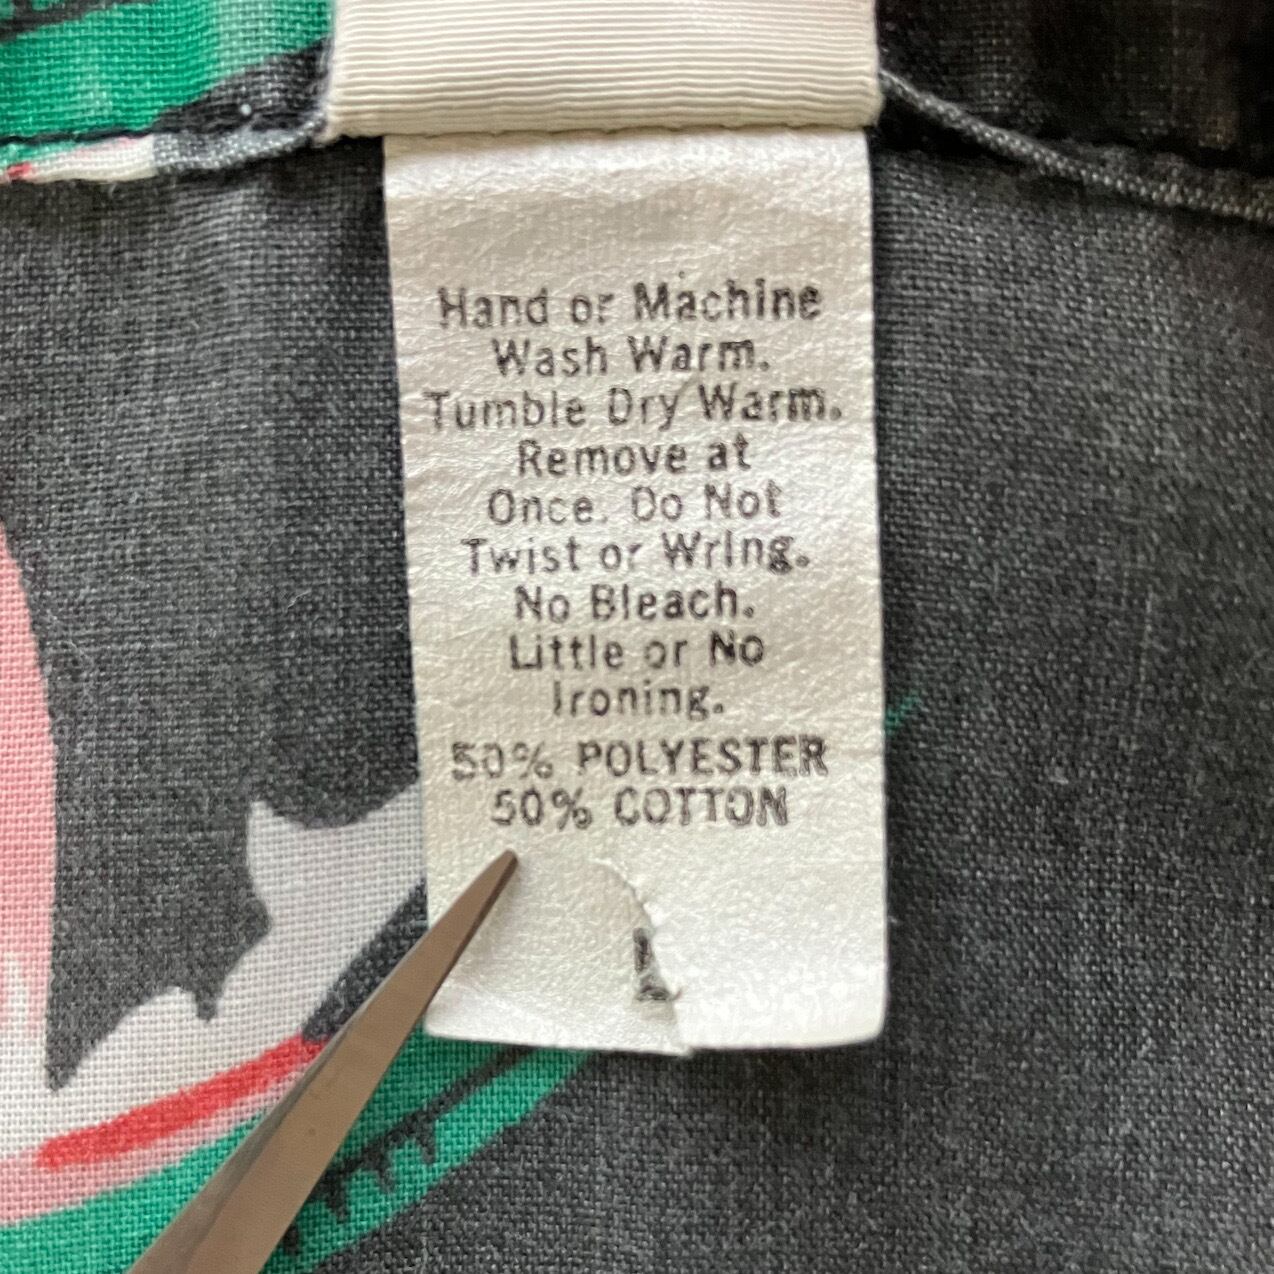 Hand or Machine
Wash Warm.
Tumble Dry Warm.
Remove at
Once. Do Not
Twist or Wring.
No Bleach.
Little or No
Ironing.
50% POLYESTER
50% COTTON
L